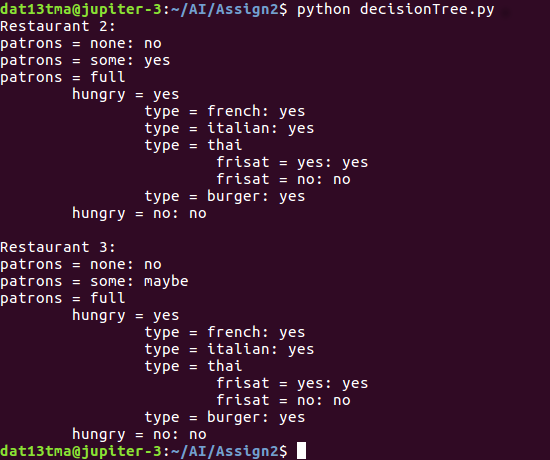 dat13tma@jupiter-3:~/AI/Assign2$ python decisionTree.py
Restaurant 2:
patrons = none: no
patrons = some: yes
patrons = full
        hungry = yes
                type = french: yes
                type = italian: yes
                type = thai
                        frisat = yes: yes
                        frisat = no: no
                type = burger: yes
        hungry = no: no

Restaurant 3:
patrons = none: no
patrons = some: maybe
patrons = full
        hungry = yes
                type = french: yes
                type = italian: yes
                type = thai
                        frisat = yes: yes
                        frisat = no: no
                type = burger: yes
        hungry = no: no
dat13tma@jupiter-3:~/AI/Assign2$